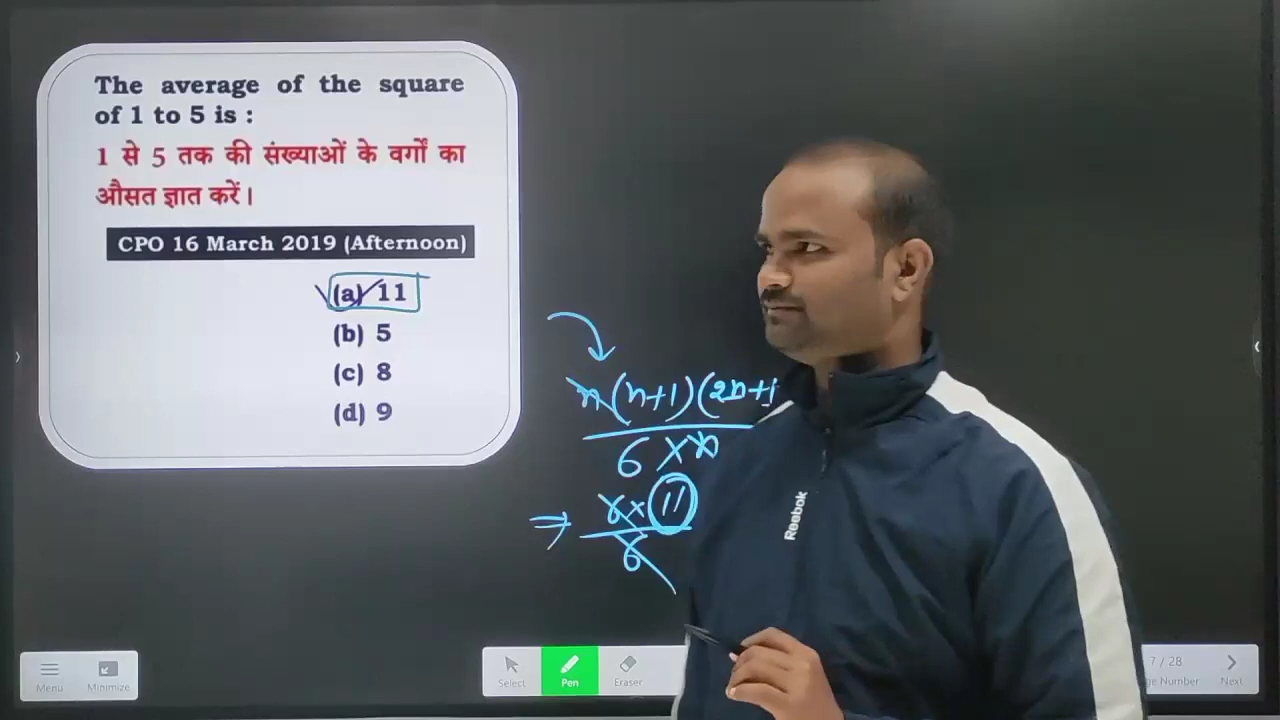 The average of the square
of 1 to 5 is :
1 से 5 तक की संख्याओं के वर्गों का
औसत ज्ञात करें।
CPO 16 March 2019 (Afternoon)
(a) 11
(b) 5
(c) 8
(d) 9
n(n+1)(2n+1
6 × n
⇒ 6 × 11
6
Reebok
Menu Minimize
Select Pen Eraser
7 / 28
ge Number Next